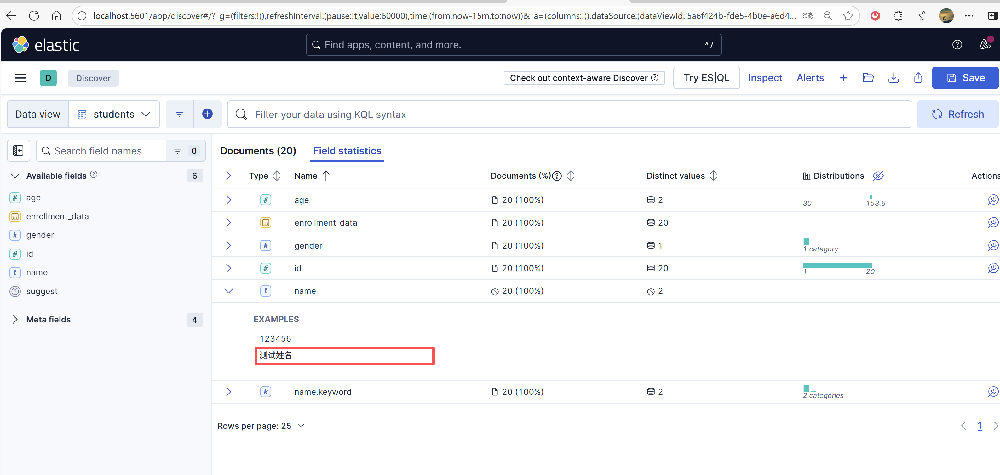 localhost:5601/app/discover#/?_g=(filters:!(),refreshInterval:(pause:!t,value:60000),time:(from:now-15m,to:now))&_a=(columns:!(),dataSource:(dataViewId:'5a6f424b-fde5-4b0e-a6d4... aあ
elastic Find apps, content, and more. ^ /
D Discover Check out context-aware Discover Try ES|QL Inspect Alerts Save
Data view students Filter your data using KQL syntax Refresh
Search field names 0 Documents (20) Field statistics
Available fields 6 Type Name Documents (%) Distinct values Distributions Actions
# age # age 20 (100%) 2 30 153.6
enrollment_data enrollment_data 20 (100%) 20
k gender k gender 20 (100%) 1 1 category
# id # id 20 (100%) 20 1 20
t name t name 20 (100%) 2
suggest
Meta fields 4
EXAMPLES
123456
测试姓名
k name.keyword 20 (100%) 2 2 categories
Rows per page: 25 1